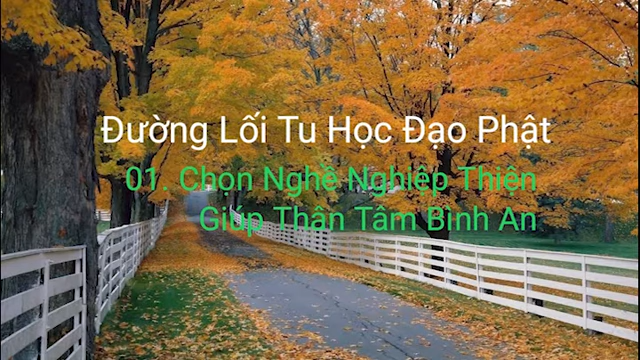 Đường Lối Tu Học Đạo Phật
01. Chọn Nghề Nghiệp Thiện
Giúp Thân Tâm Bình An